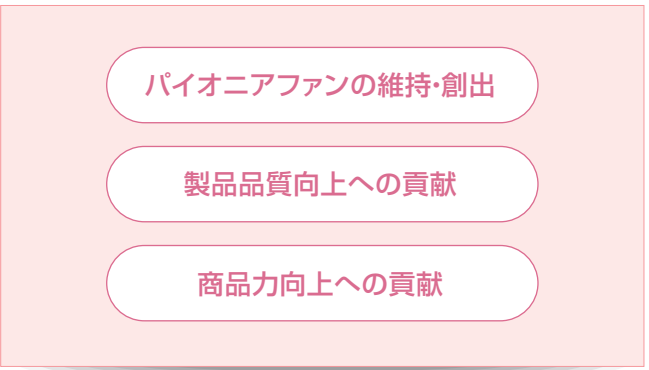 パイオニアファンの維持・創出
製品品質向上への貢献
商品力向上への貢献